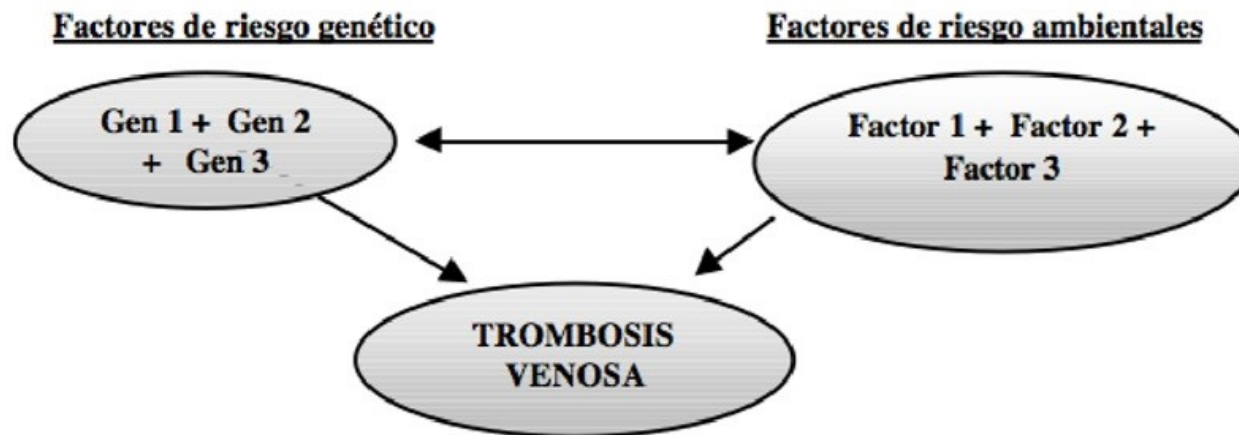 Factores de riesgo genético
Factores de riesgo ambientales
Gen 1 + Gen 2
+ Gen 3
Factor 1 + Factor 2 +
Factor 3
TROMBOSIS
VENOSA